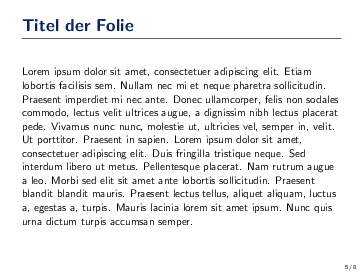 Titel der Folie
Lorem ipsum dolor sit amet, consectetuer adipiscing elit. Etiam
lobortis facilisis sem. Nullam nec mi et neque pharetra sollicitudin.
Praesent imperdiet mi nec ante. Donec ullamcorper, felis non sodales
commodo, lectus velit ultrices augue, a dignissim nibh lectus placerat
pede. Vivamus nunc nunc, molestie ut, ultricies vel, semper in, velit.
Ut porttitor. Praesent in sapien. Lorem ipsum dolor sit amet,
consectetuer adipiscing elit. Duis fringilla tristique neque. Sed
interdum libero ut metus. Pellentesque placerat. Nam rutrum augue
a leo. Morbi sed elit sit amet ante lobortis sollicitudin. Praesent
blandit blandit mauris. Praesent lectus tellus, aliquet aliquam, luctus
a, egestas a, turpis. Mauris lacinia lorem sit amet ipsum. Nunc quis
urna dictum turpis accumsan semper.
5 / 8